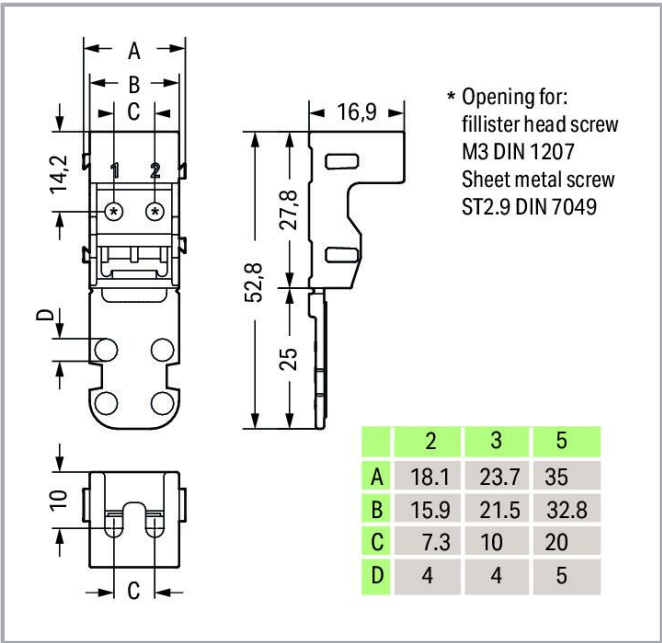 A
B
C
14,2
1 2
* *
D
16,9
27,8
52,8
25
* Opening for:
fillister head screw
M3 DIN 1207
Sheet metal screw
ST2.9 DIN 7049
10
C
2 3 5
A 18.1 23.7 35
B 15.9 21.5 32.8
C 7.3 10 20
D 4 4 5